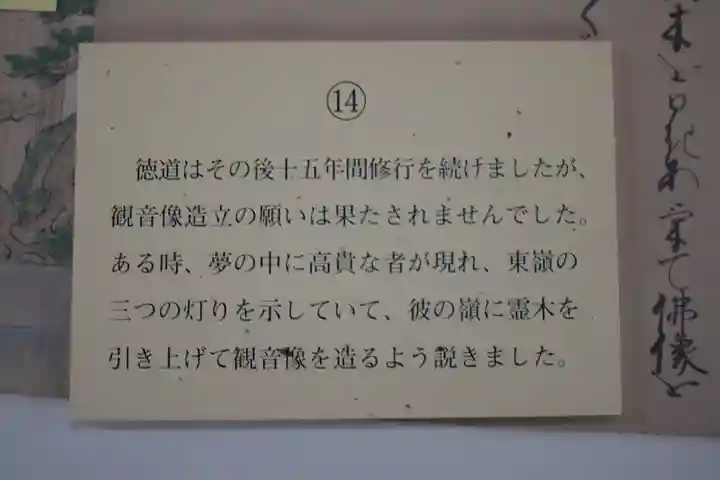 ⑭
徳道はその後十五年間修行を続けましたが、
観音像造立の願いは果たされませんでした。
ある時、夢の中に高貴な者が現れ、東嶺の
三つの灯りを示していて、彼の嶺に霊木を
引き上げて観音像を造るよう説きました。